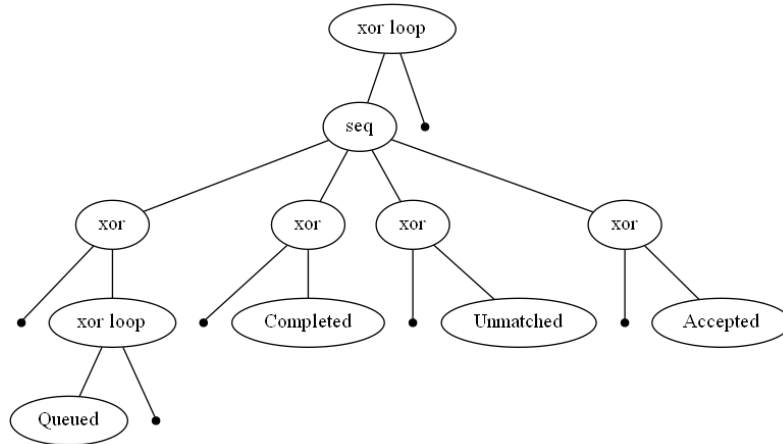 xor loop
seq
xor
xor
xor
xor
xor loop
Completed
Unmatched
Accepted
Queued